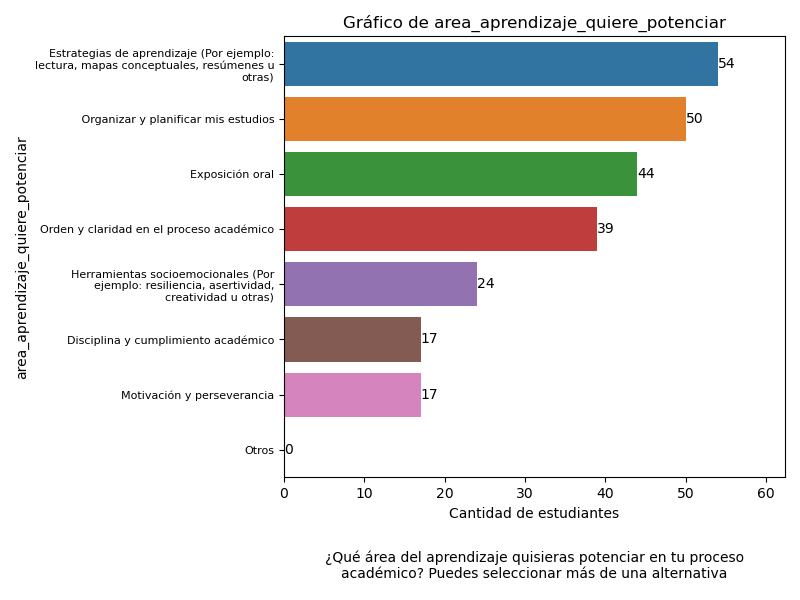 Gráfico de area_aprendizaje_quiere_potenciar
area_aprendizaje_quiere_potenciar
Estrategias de aprendizaje (Por ejemplo:
lectura, mapas conceptuales, resúmenes u
otras)
54
Organizar y planificar mis estudios
50
Exposición oral
44
Orden y claridad en el proceso académico
39
Herramientas socioemocionales (Por
ejemplo: resiliencia, asertividad,
creatividad u otras)
24
Disciplina y cumplimiento académico
17
Motivación y perseverancia
17
Otros
0
0 10 20 30 40 50 60
Cantidad de estudiantes
¿Qué área del aprendizaje quisieras potenciar en tu proceso
académico? Puedes seleccionar más de una alternativa